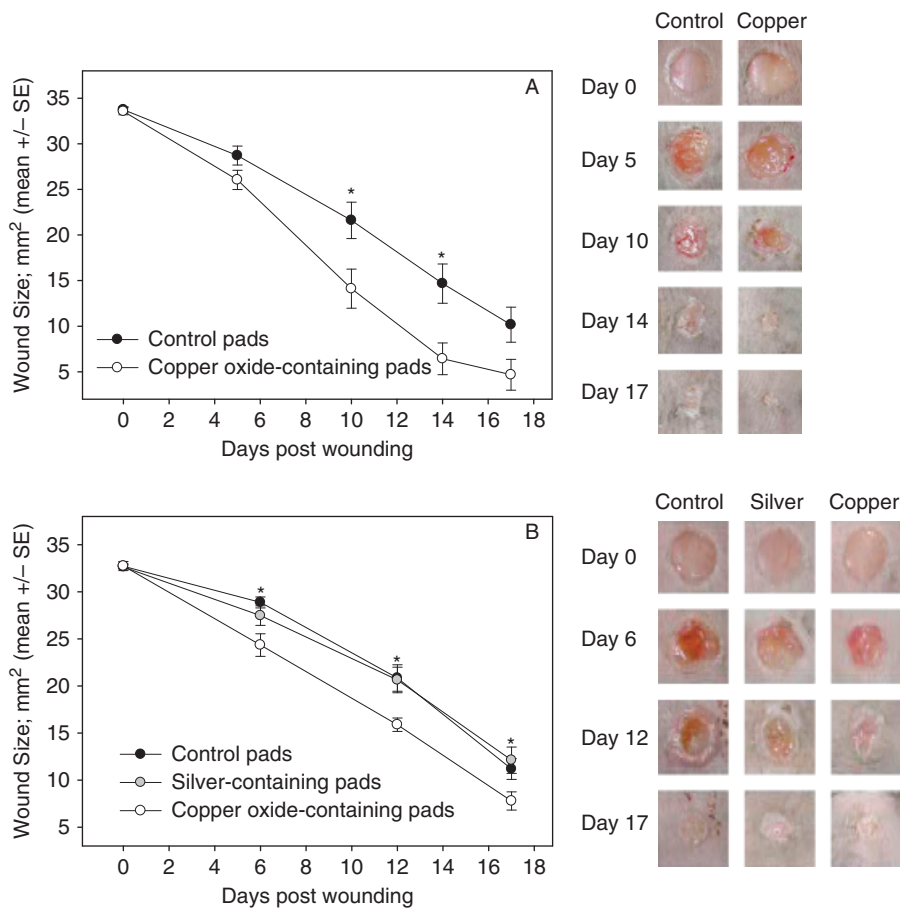 A
Wound Size; mm² (mean +/− SE)
35
30
25
20
15
10
5
*
*
Control pads
Copper oxide-containing pads
0 2 4 6 8 10 12 14 16 18
Days post wounding
Control Copper
Day 0
Day 5
Day 10
Day 14
Day 17
B
Wound Size; mm² (mean +/− SE)
35
30
25
20
15
10
5
*
*
*
Control pads
Silver-containing pads
Copper oxide-containing pads
0 2 4 6 8 10 12 14 16 18
Days post wounding
Control Silver Copper
Day 0
Day 6
Day 12
Day 17